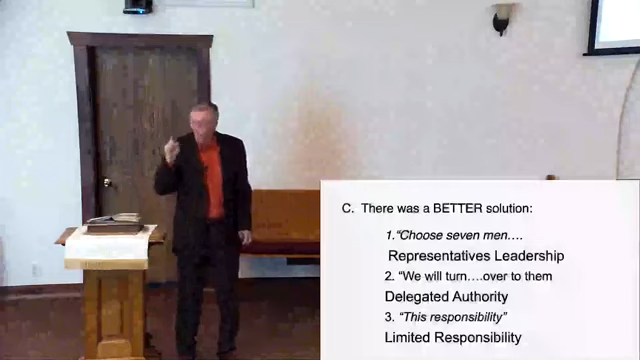 C. There was a BETTER solution:
1."Choose seven men....
Representatives Leadership
2. "We will turn....over to them
Delegated Authority
3. "This responsibility"
Limited Responsibility